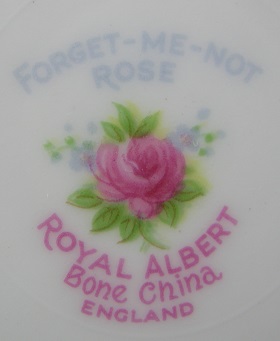 FORGET-ME-NOT
ROSE
ROYAL ALBERT
Bone China
ENGLAND